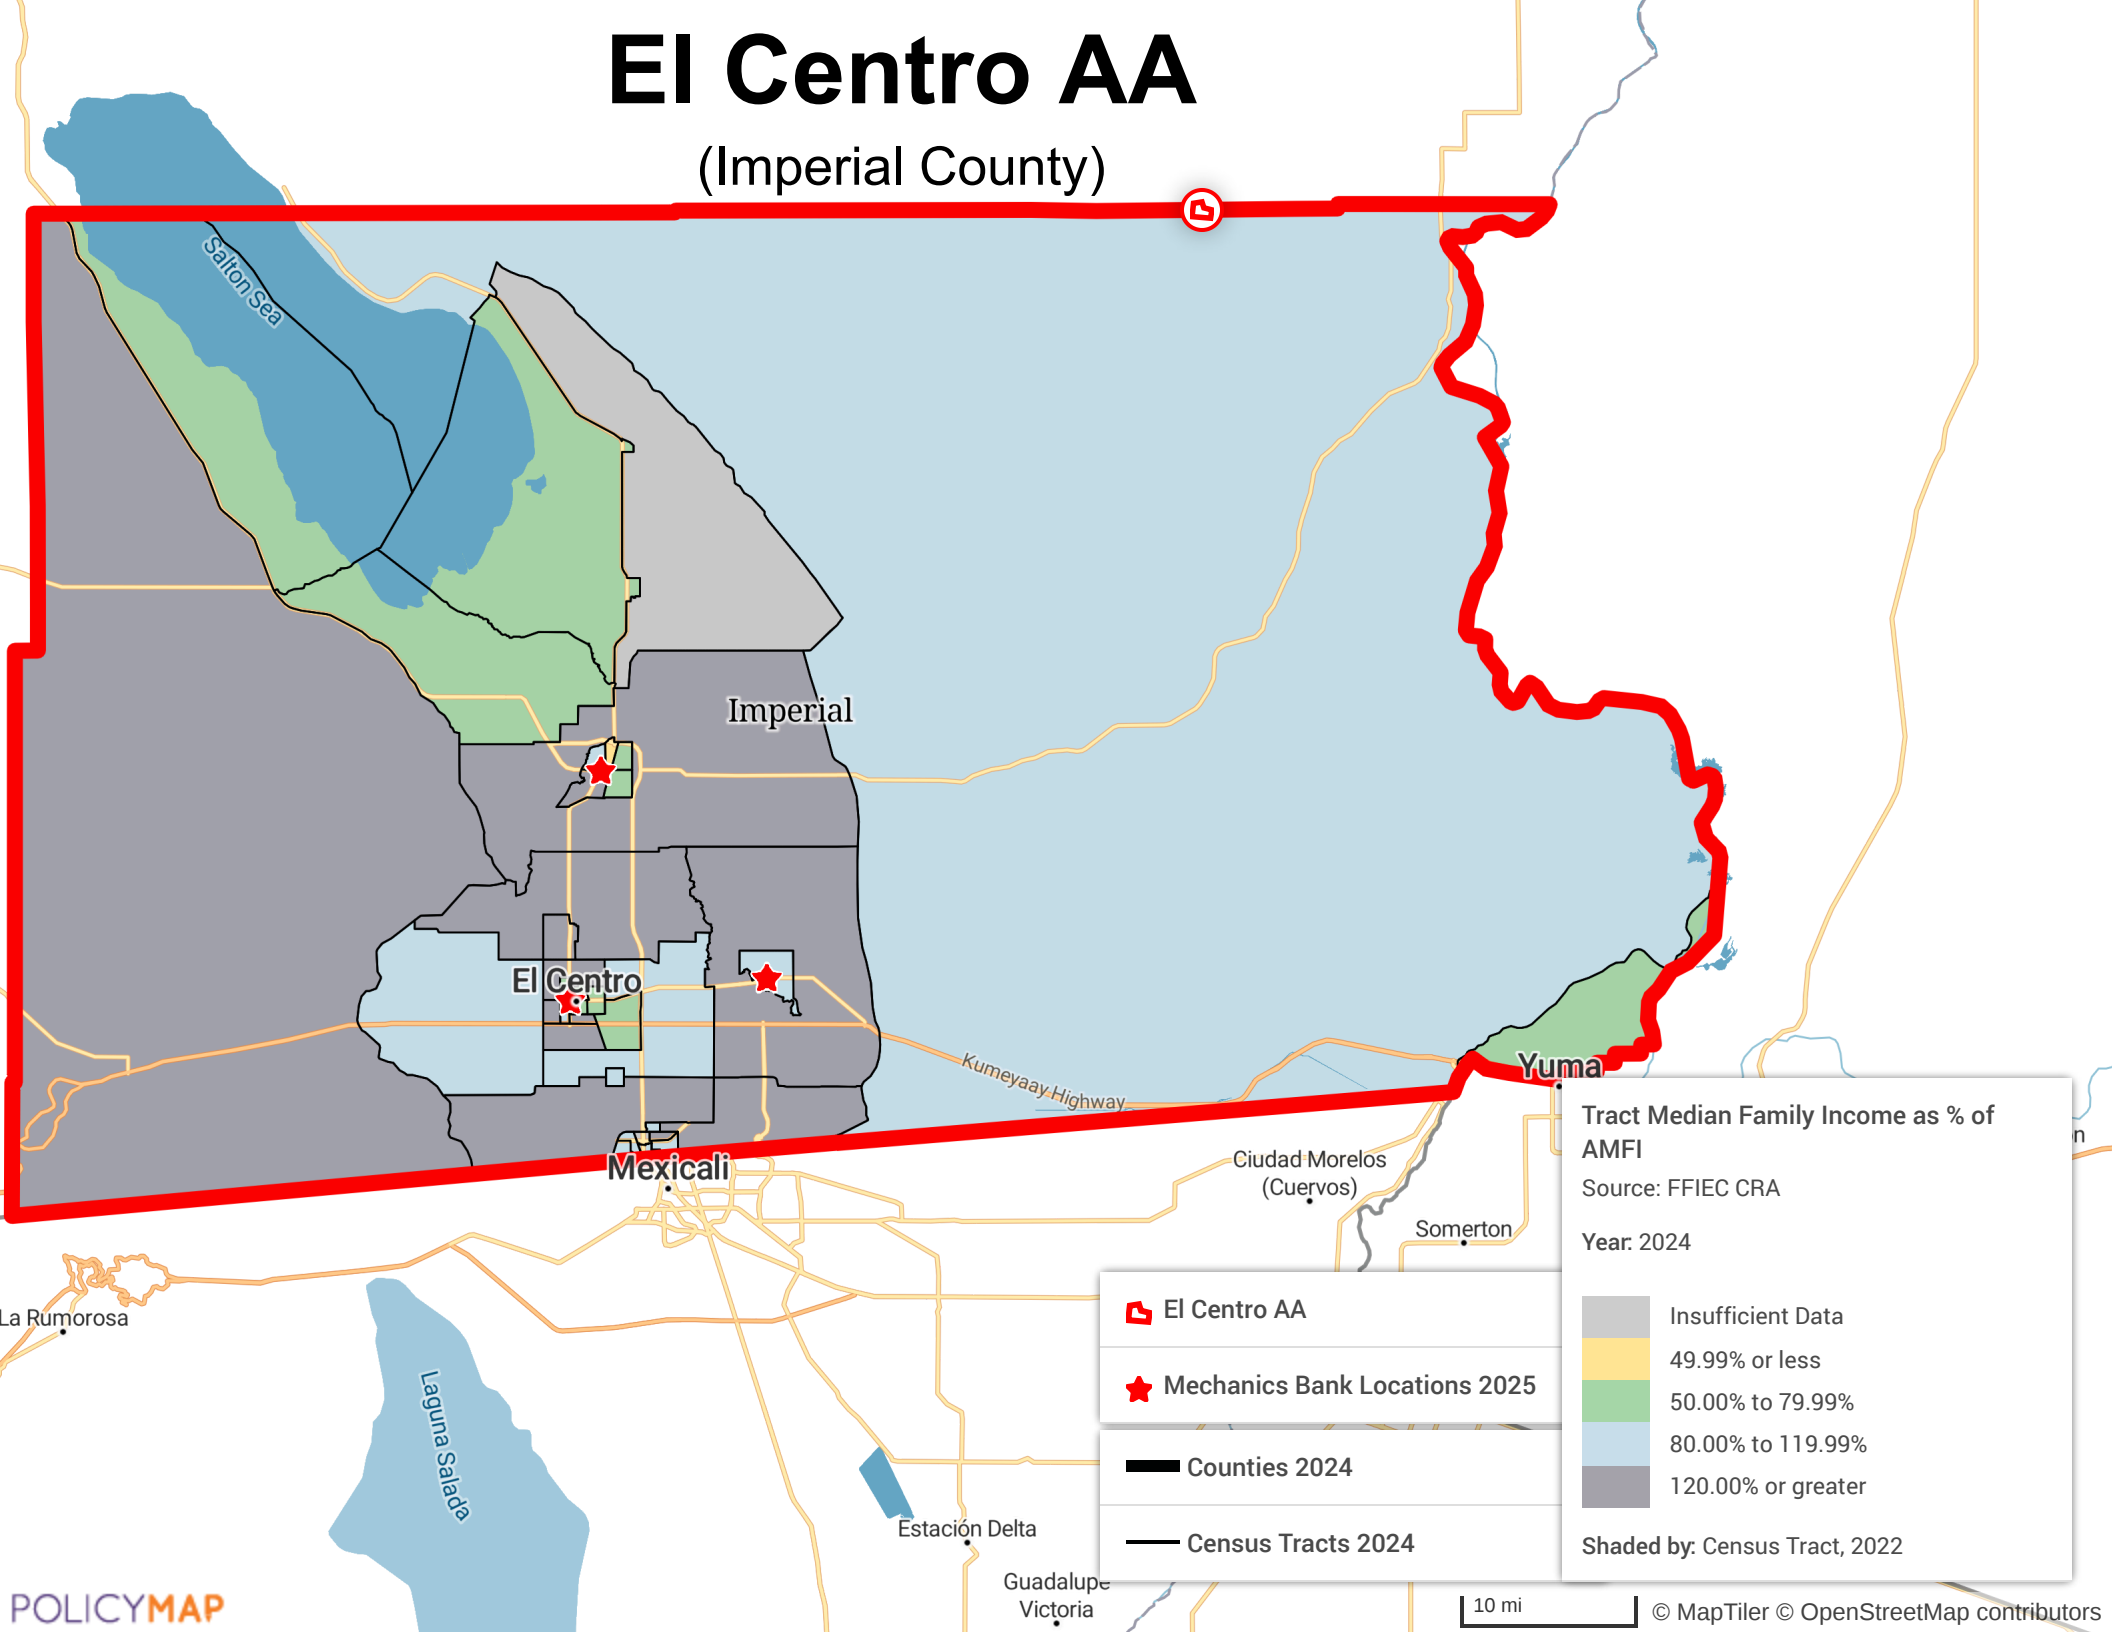 El Centro AA
(Imperial County)
Salton Sea
Imperial
El Centro
Kumeyaay Highway
Yuma
Mexicali
Ciudad Morelos
(Cuervos)
Somerton
La Rumorosa
Laguna Salada
Estación Delta
Guadalupe
Victoria
El Centro AA
Mechanics Bank Locations 2025
Counties 2024
Census Tracts 2024
Tract Median Family Income as % of
AMFI
Source: FFIEC CRA
Year: 2024
Insufficient Data
49.99% or less
50.00% to 79.99%
80.00% to 119.99%
120.00% or greater
Shaded by: Census Tract, 2022
POLICYMAP
10 mi
© MapTiler © OpenStreetMap contributors